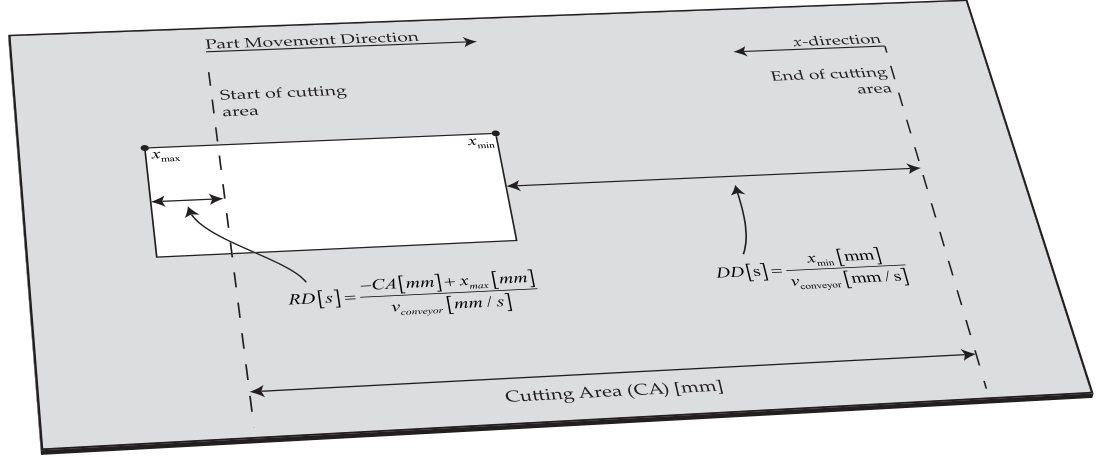 Part Movement Direction
x-direction
Start of cutting
area
End of cutting
area
x_max
x_min
RD[s] = (-CA[mm] + x_max[mm]) / (v_conveyor[mm / s])
DD[s] = (x_min[mm]) / (v_conveyor[mm / s])
Cutting Area (CA) [mm]